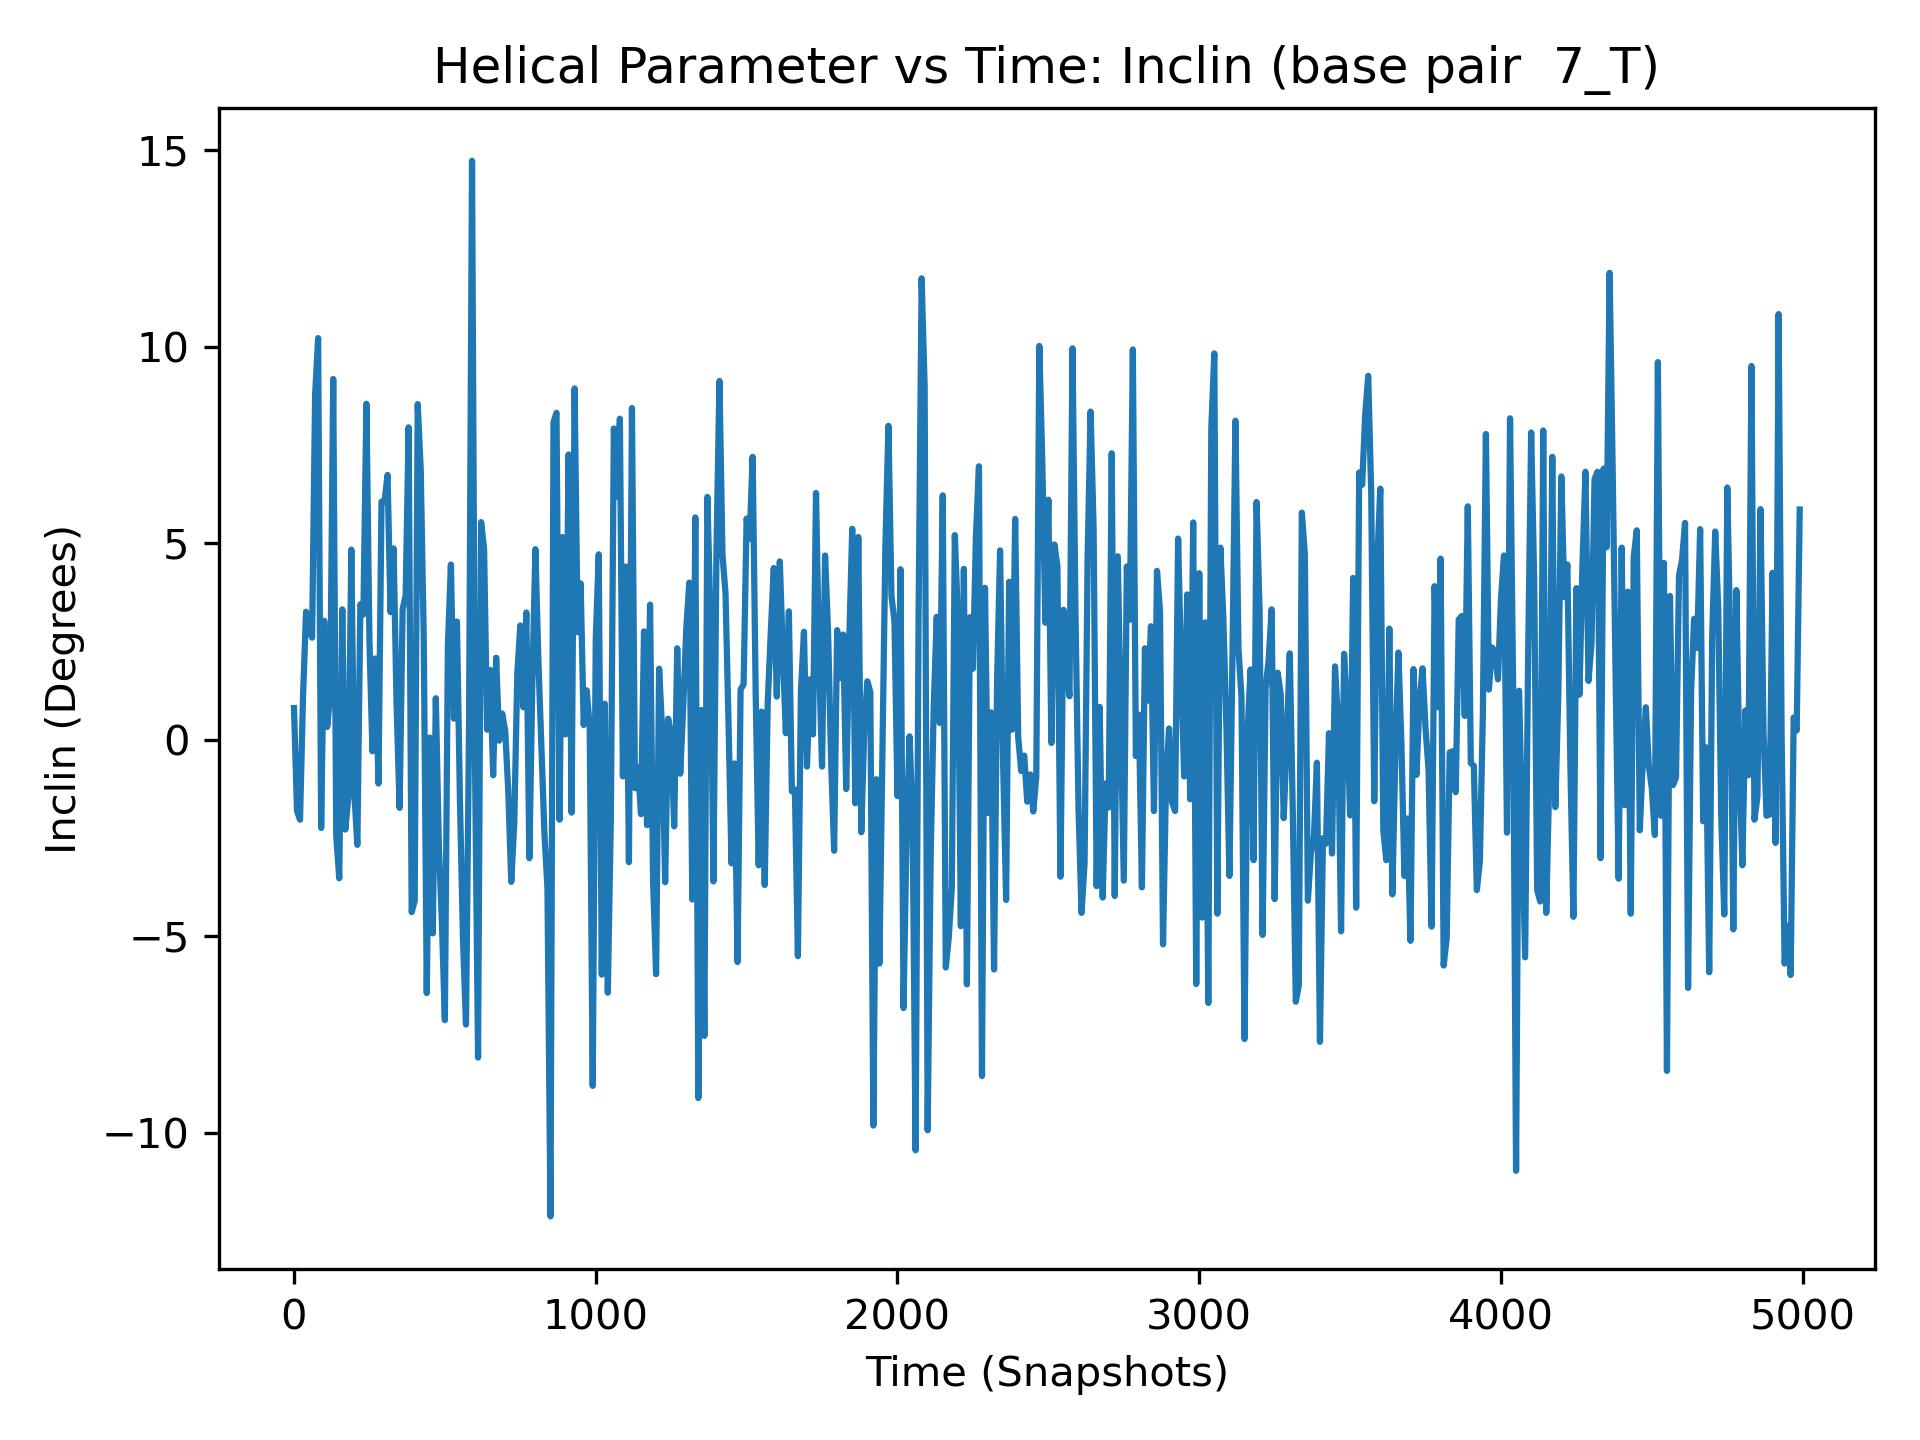 Helical Parameter vs Time: Inclin (base pair  7_T)
15
10
5
0
−5
−10
Inclin (Degrees)
0 1000 2000 3000 4000 5000
Time (Snapshots)